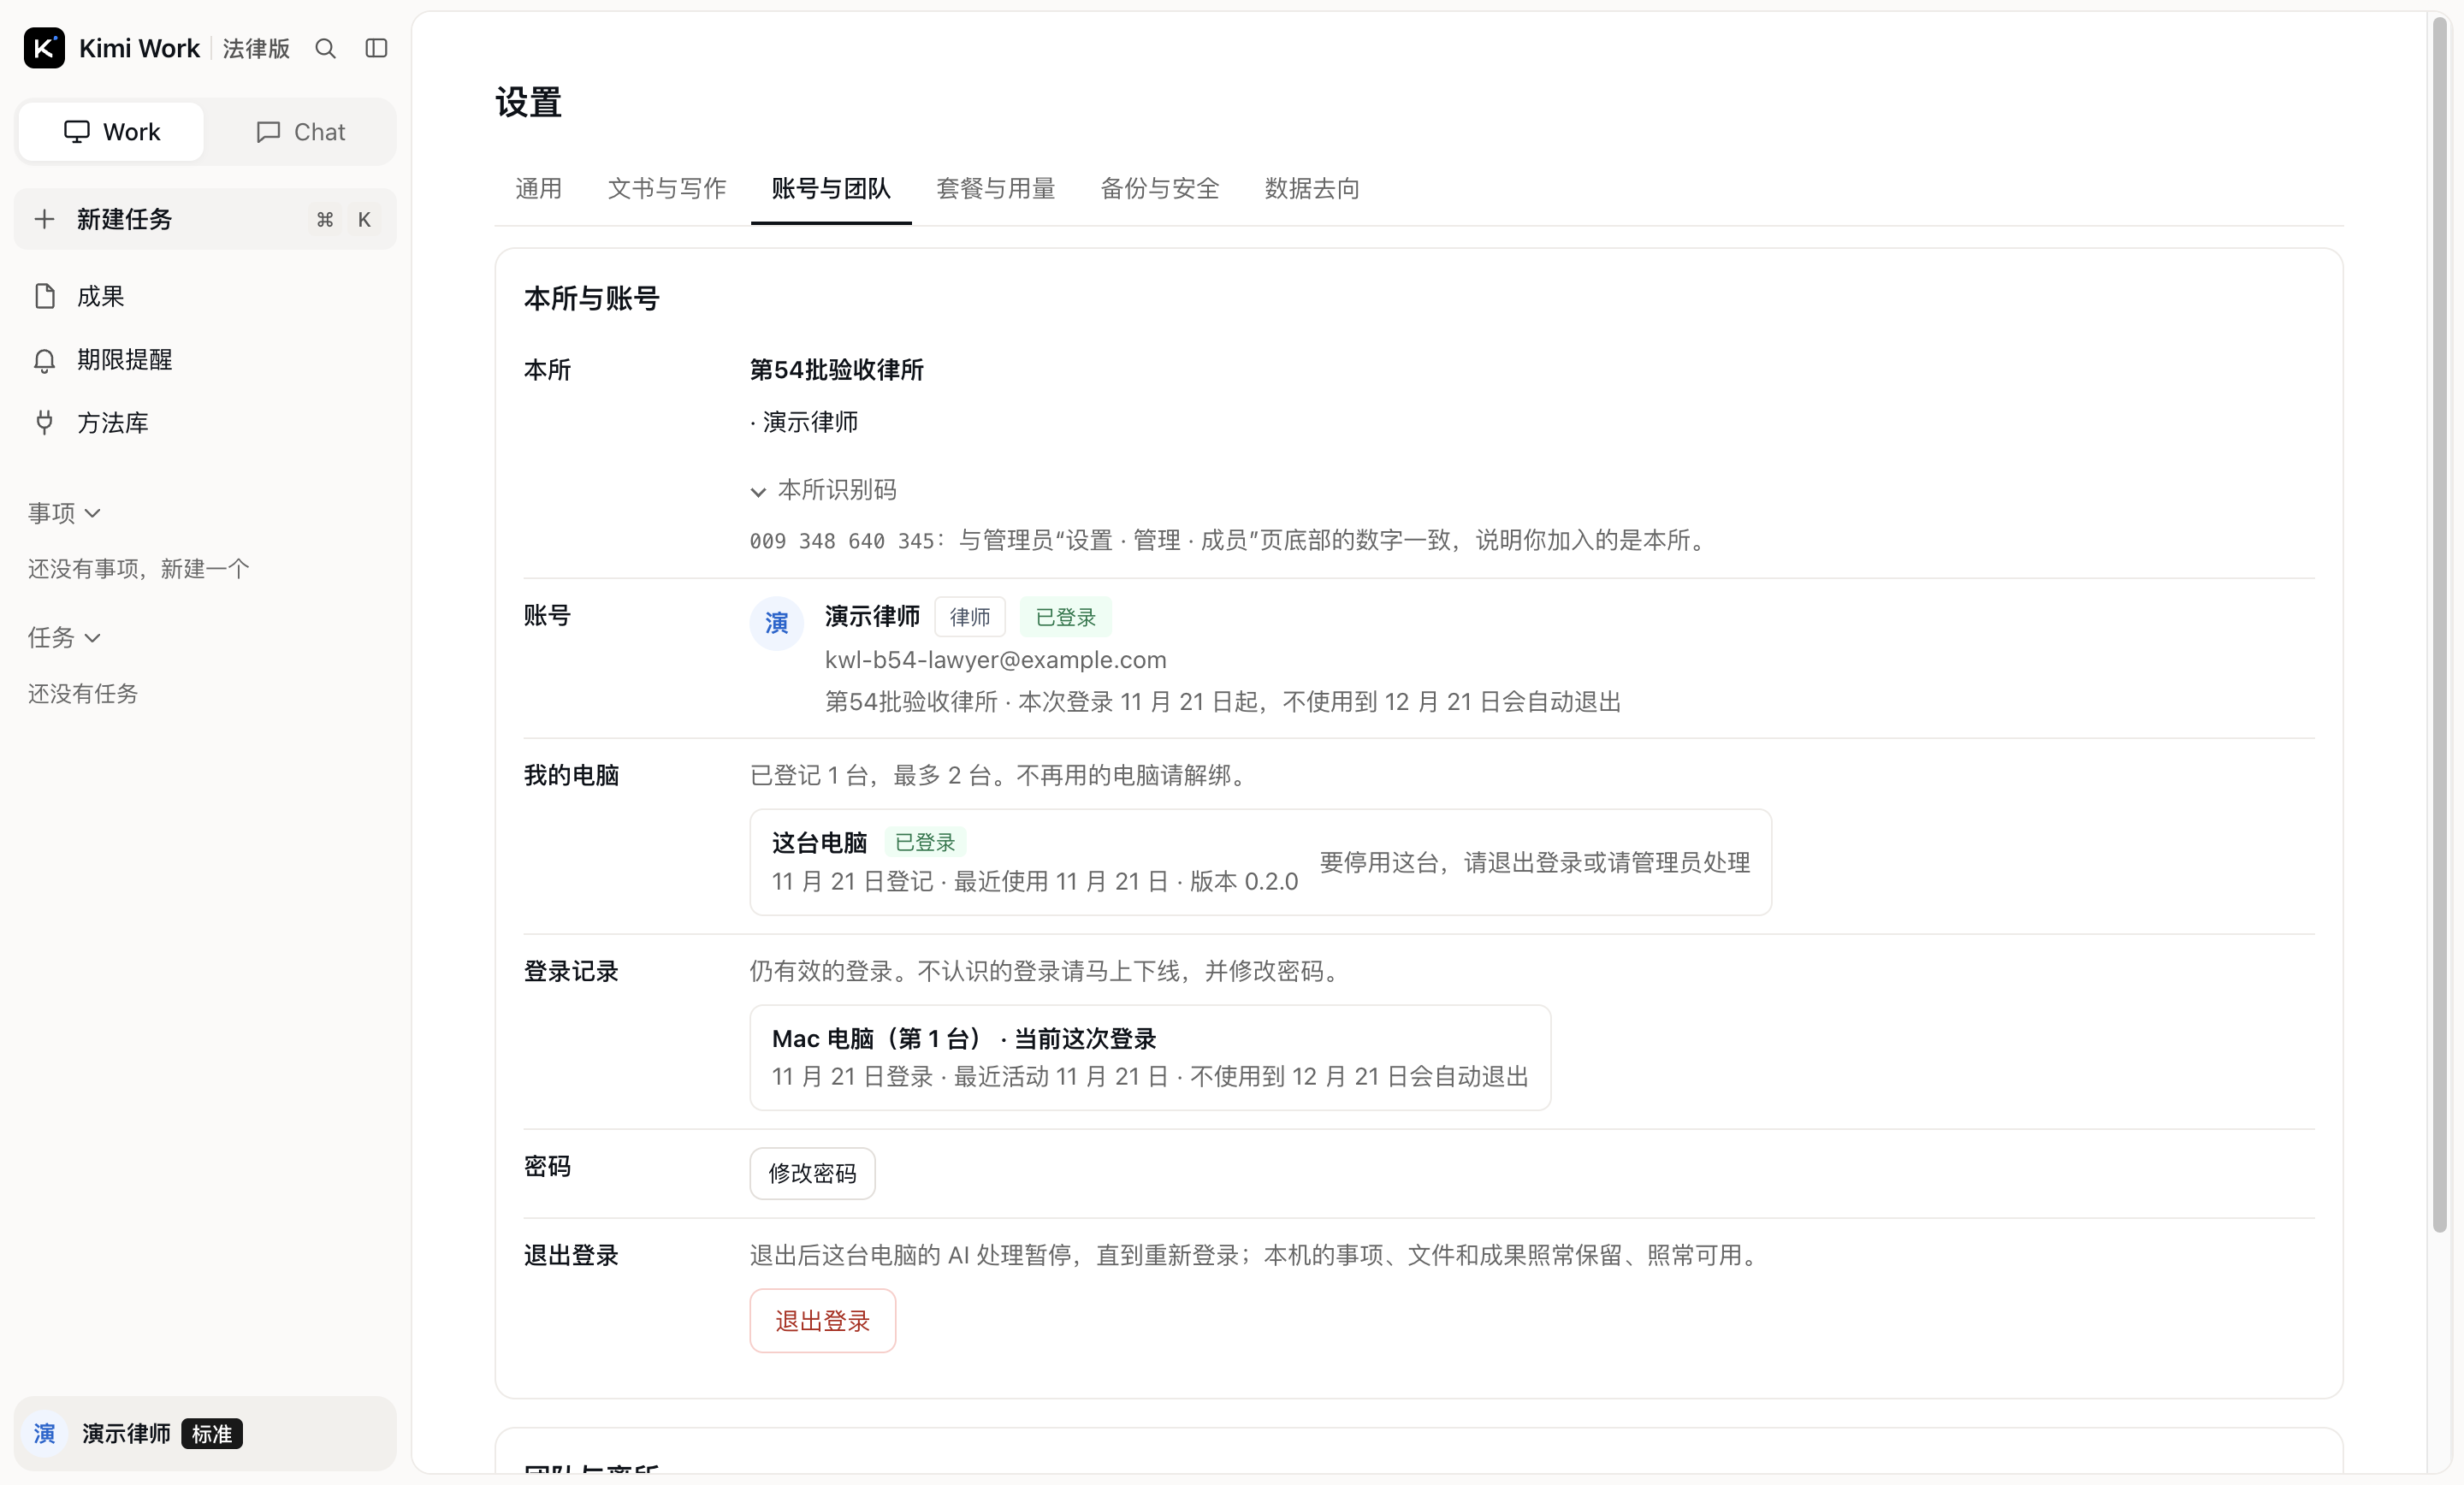 Kimi Work 法律版
Work
Chat
新建任务 ⌘ K
成果
期限提醒
方法库
事项
还没有事项，新建一个
任务
还没有任务
演 演示律师 标准
设置
通用 文书与写作 账号与团队 套餐与用量 备份与安全 数据去向
本所与账号
本所
第54批验收律所
· 演示律师
本所识别码
009 348 640 345：与管理员“设置 · 管理 · 成员”页底部的数字一致，说明你加入的是本所。
账号
演 演示律师 律师 已登录
kwl-b54-lawyer@example.com
第54批验收律所 · 本次登录 11 月 21 日起，不使用到 12 月 21 日会自动退出
我的电脑
已登记 1 台，最多 2 台。不再用的电脑请解绑。
这台电脑 已登录
11 月 21 日登记 · 最近使用 11 月 21 日 · 版本 0.2.0
要停用这台，请退出登录或请管理员处理
登录记录
仍有效的登录。不认识的登录请马上下线，并修改密码。
Mac 电脑（第 1 台） · 当前这次登录
11 月 21 日登录 · 最近活动 11 月 21 日 · 不使用到 12 月 21 日会自动退出
密码
修改密码
退出登录
退出后这台电脑的 AI 处理暂停，直到重新登录；本机的事项、文件和成果照常保留、照常可用。
退出登录
团队与离所